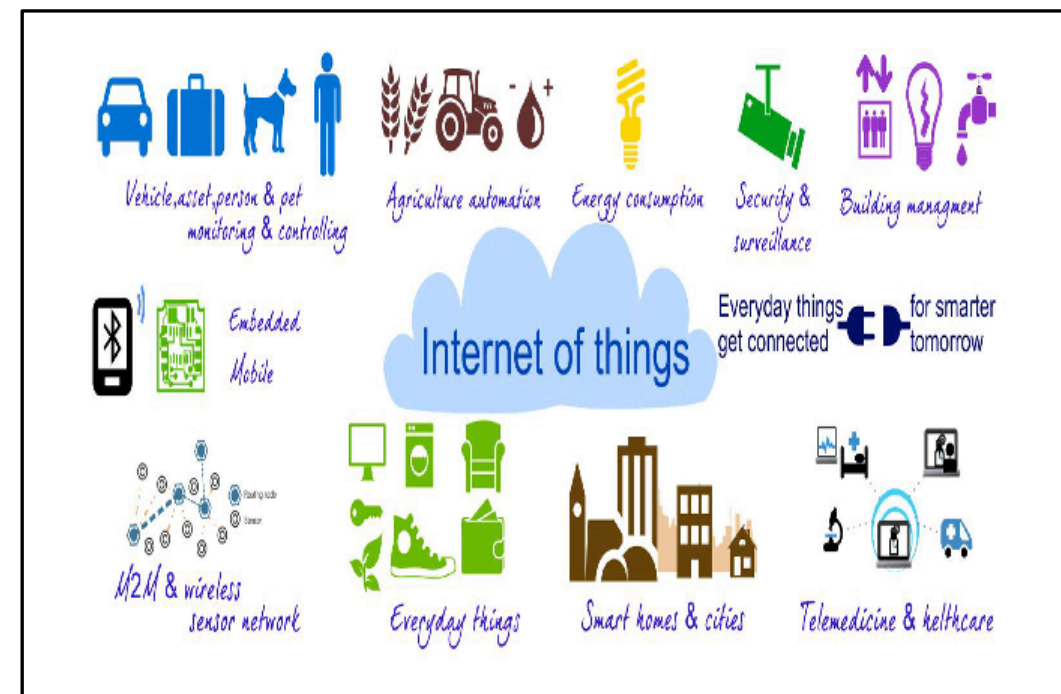 Vehicle,asset,person & pet
monitoring & controlling
Agriculture automation
Energy consumption
Security &
surveillance
Building managment
Embedded
Mobile
Internet of things
Everyday things
get connected
for smarter
tomorrow
Routing node
Sensor
M2M & wireless
sensor network
Everyday things
Smart homes & cities
Telemedicine & helthcare